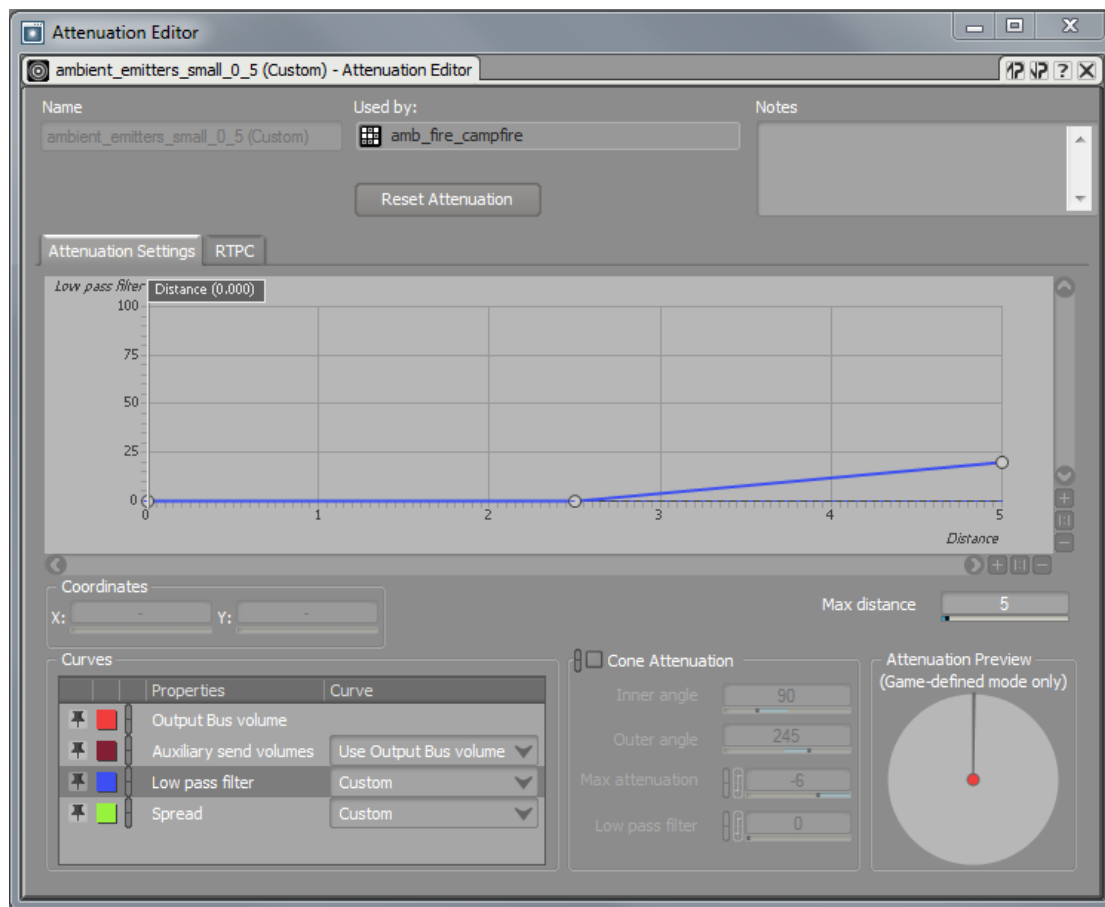 Attenuation Editor
ambient_emitters_small_0_5 (Custom) - Attenuation Editor
Name
Used by:
Notes
ambient_emitters_small_0_5 (Custom)
amb_fire_campfire
Reset Attenuation
Attenuation Settings
RTPC
Low pass filter
Distance (0.000)
100
75
50
25
0
0 1 2 3 4 5
Distance
1:1
1:1
Coordinates
X: - Y: -
Max distance 5
Curves
Properties Curve
Output Bus volume
Auxiliary send volumes Use Output Bus volume
Low pass filter Custom
Spread Custom
Cone Attenuation
Inner angle 90
Outer angle 245
Max attenuation -6
Low pass filter 0
Attenuation Preview
(Game-defined mode only)